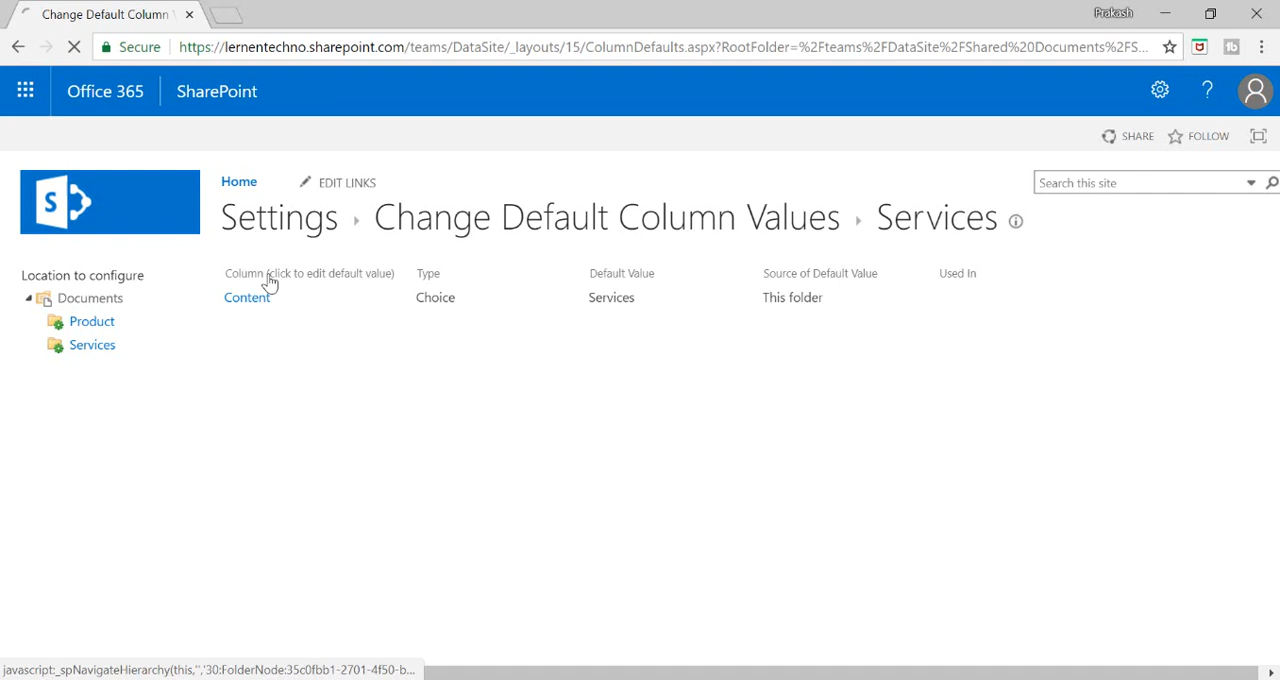 Change Default Column
Prakash
Secure
https://lernentechno.sharepoint.com/teams/DataSite/_layouts/15/ColumnDefaults.aspx?RootFolder=%2Fteams%2FDataSite%2FShared%20Documents%2FS...
Office 365
SharePoint
?
SHARE
FOLLOW
S
Home
EDIT LINKS
Search this site
Settings ▸ Change Default Column Values ▸ Services
Location to configure
Documents
Product
Services
Column (click to edit default value) Type Default Value Source of Default Value Used In
Content Choice Services This folder
javascript:_spNavigateHierarchy(this,'','30:FolderNode:35c0fbb1-2701-4f50-b...